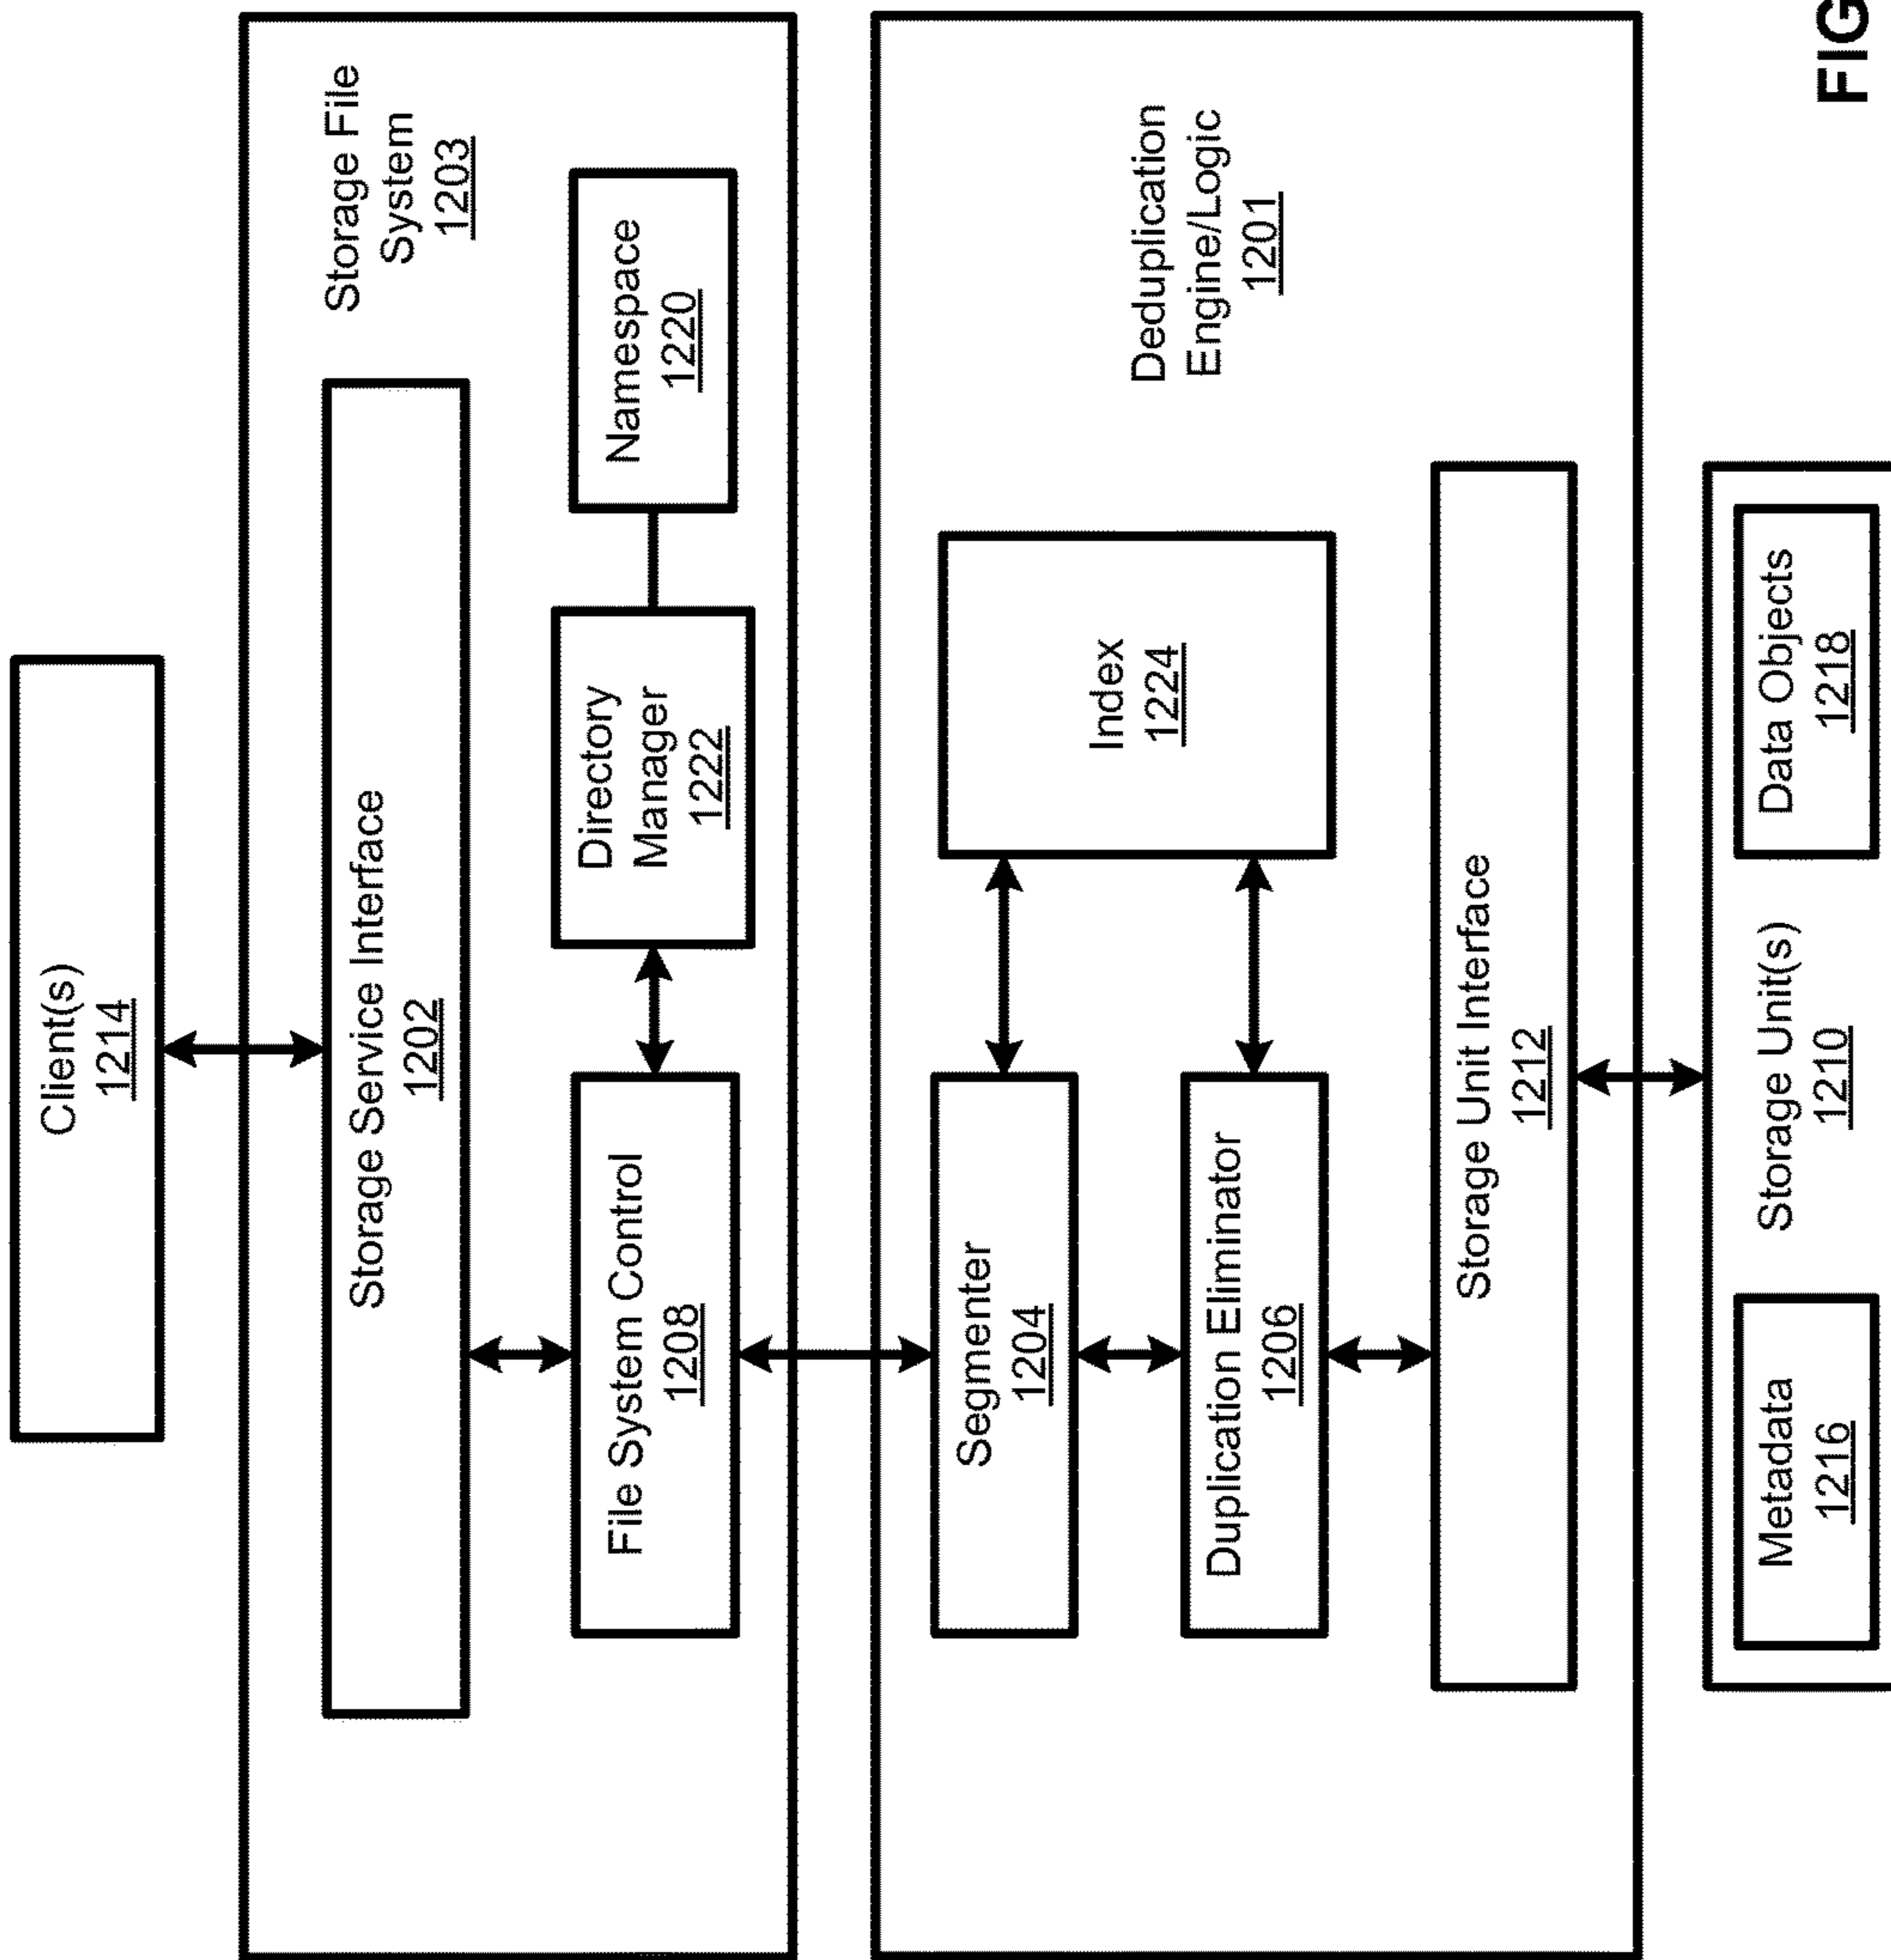 Client(s)
1214
Storage File
System
1203
Storage Service Interface
1202
File System Control
1208
Directory
Manager
1222
Namespace
1220
Deduplication
Engine/Logic
1201
Segmenter
1204
Index
1224
Duplication Eliminator
1206
Storage Unit Interface
1212
Metadata
1216
Storage Unit(s)
1210
Data Objects
1218
FIG